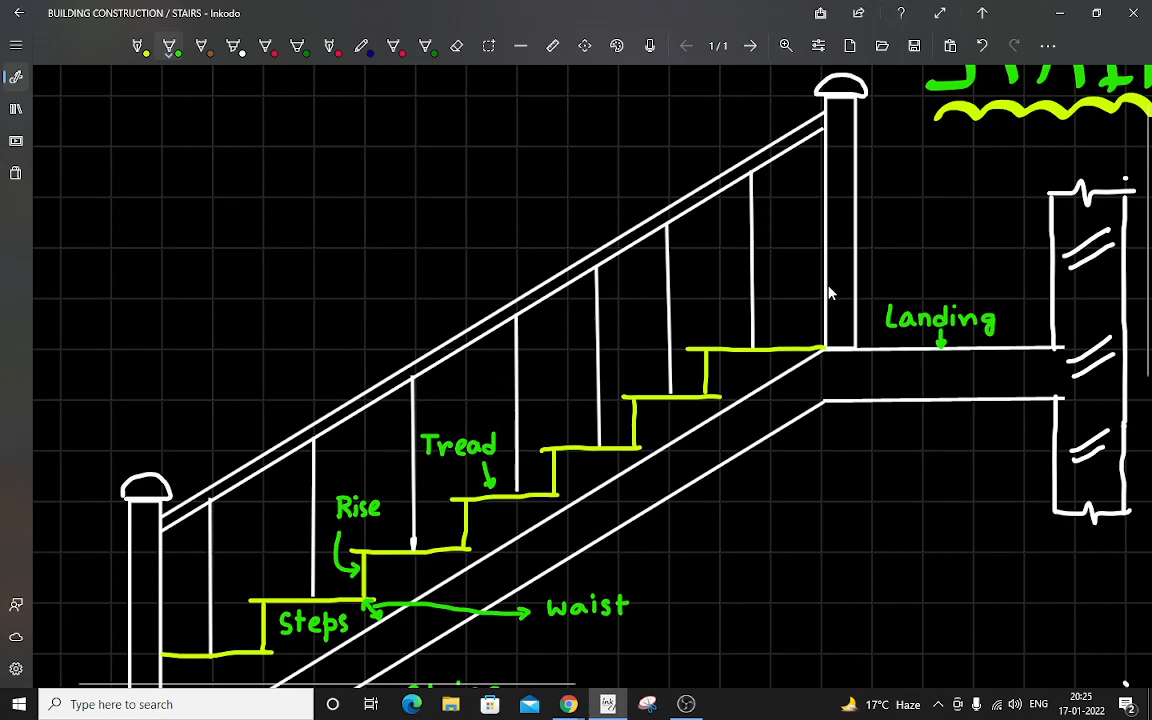 BUILDING CONSTRUCTION / STAIRS - Inkodo
1/1
Landing
Tread
Rise
Steps
waist
Type here to search
17°C Haze
ENG
20:25
17-01-2022
2